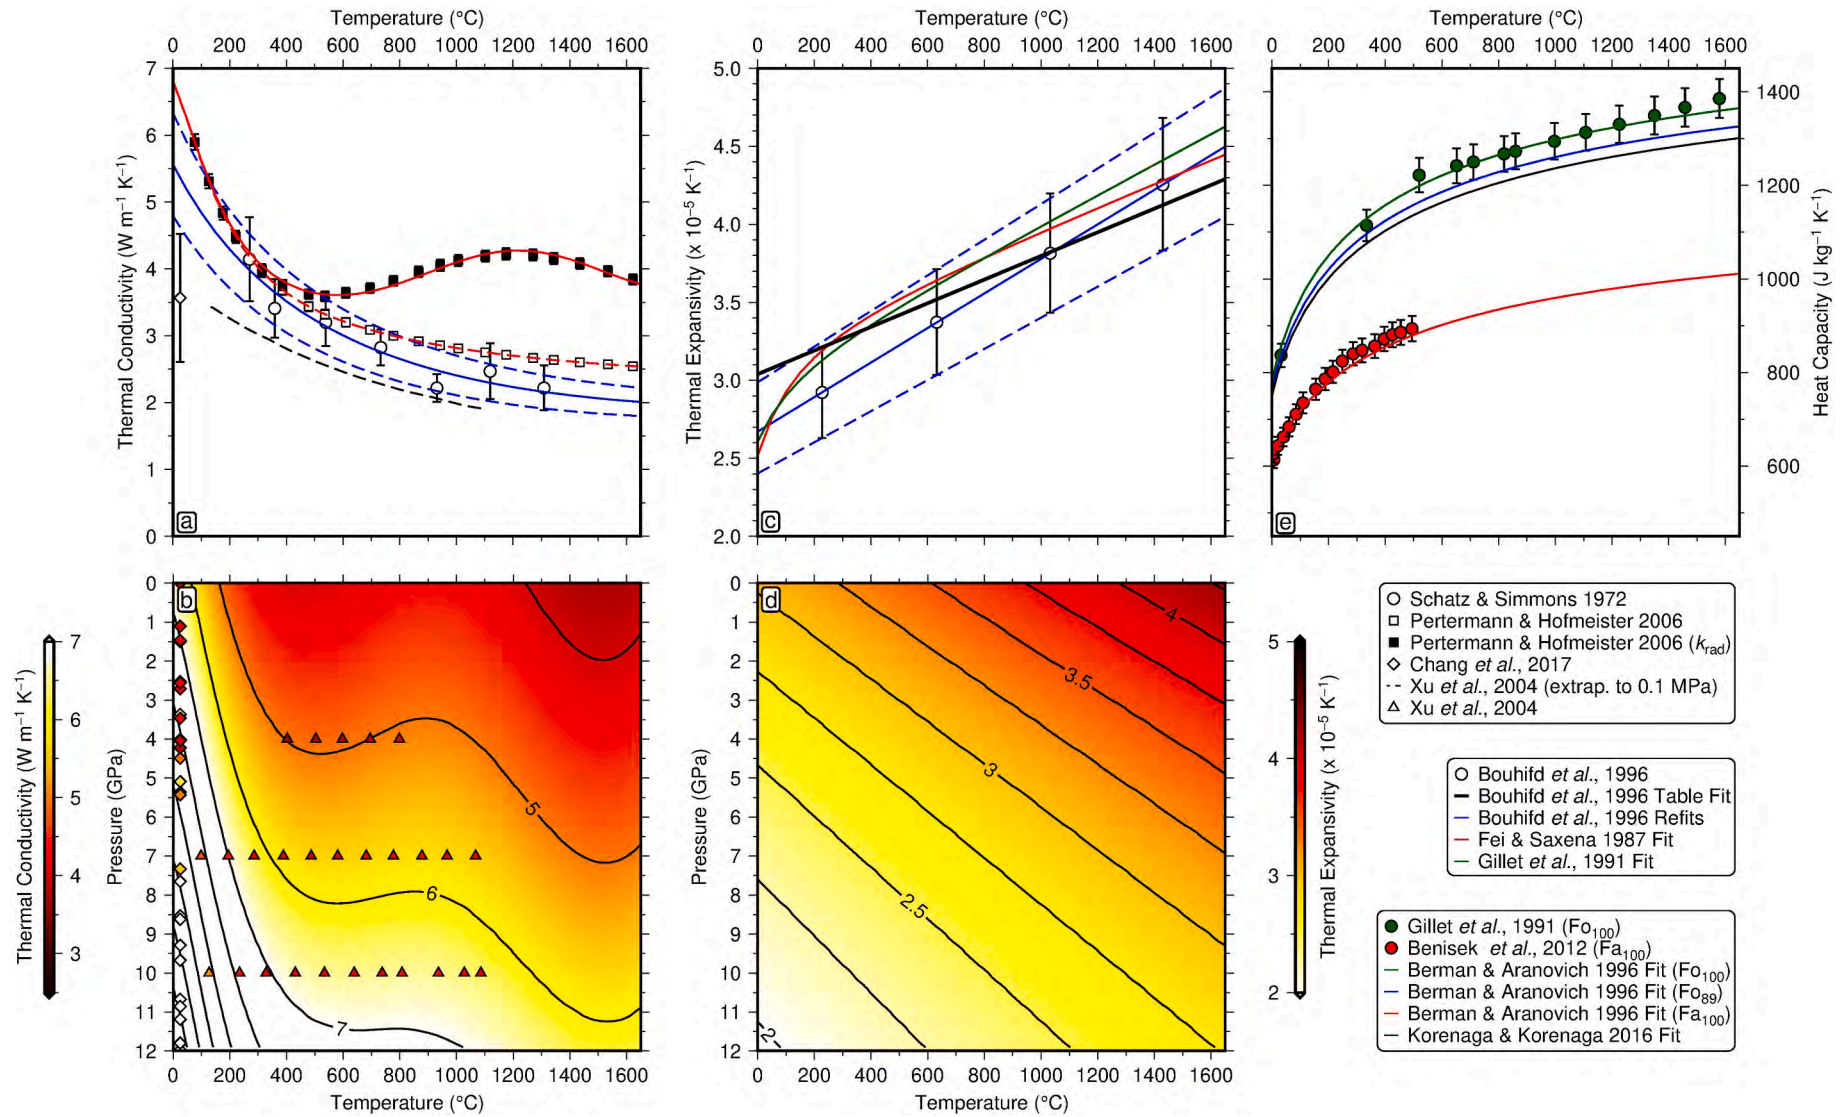 Temperature (°C)
0 200 400 600 800 1000 1200 1400 1600
7
6
5
4
3
2
1
0
Thermal Conductivity (W m⁻¹ K⁻¹)
a
Temperature (°C)
0 200 400 600 800 1000 1200 1400 1600
5.0
4.5
4.0
3.5
3.0
2.5
2.0
Thermal Expansivity (x 10⁻⁵ K⁻¹)
c
Temperature (°C)
0 200 400 600 800 1000 1200 1400 1600
1400
1200
1000
800
600
Heat Capacity (J kg⁻¹ K⁻¹)
e
7
6
5
4
3
Thermal Conductivity (W m⁻¹ K⁻¹)
0
1
2
3
4
5
6
7
8
9
10
11
12
Pressure (GPa)
b
5
6
7
0 200 400 600 800 1000 1200 1400 1600
Temperature (°C)
0
1
2
3
4
5
6
7
8
9
10
11
12
Pressure (GPa)
d
4
3.5
3
2.5
2
0 200 400 600 800 1000 1200 1400 1600
Temperature (°C)
5
4
3
2
Thermal Expansivity (x 10⁻⁵ K⁻¹)
Schatz & Simmons 1972
Pertermann & Hofmeister 2006
Pertermann & Hofmeister 2006 (k_rad)
Chang et al., 2017
Xu et al., 2004 (extrap. to 0.1 MPa)
Xu et al., 2004
Bouhifd et al., 1996
Bouhifd et al., 1996 Table Fit
Bouhifd et al., 1996 Refits
Fei & Saxena 1987 Fit
Gillet et al., 1991 Fit
Gillet et al., 1991 (Fo₁₀₀)
Benisek et al., 2012 (Fa₁₀₀)
Berman & Aranovich 1996 Fit (Fo₁₀₀)
Berman & Aranovich 1996 Fit (Fo₈₉)
Berman & Aranovich 1996 Fit (Fa₁₀₀)
Korenaga & Korenaga 2016 Fit